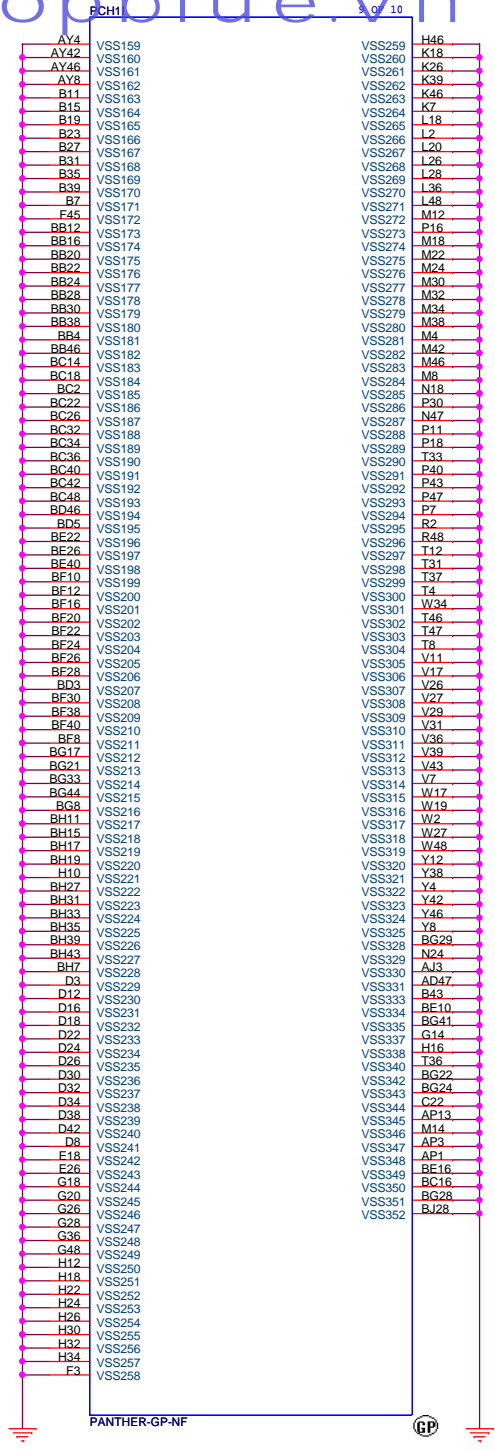 opblue.vn
PCH1I
9 OF 10
AY4 VSS159
AY42 VSS160
AY46 VSS161
AY8 VSS162
B11 VSS163
B15 VSS164
B19 VSS165
B23 VSS166
B27 VSS167
B31 VSS168
B35 VSS169
B39 VSS170
B7 VSS171
F45 VSS172
BB12 VSS173
BB16 VSS174
BB20 VSS175
BB22 VSS176
BB24 VSS177
BB28 VSS178
BB30 VSS179
BB38 VSS180
BB4 VSS181
BB46 VSS182
BC14 VSS183
BC18 VSS184
BC2 VSS185
BC22 VSS186
BC26 VSS187
BC32 VSS188
BC34 VSS189
BC36 VSS190
BC40 VSS191
BC42 VSS192
BC48 VSS193
BD46 VSS194
BD5 VSS195
BE22 VSS196
BE26 VSS197
BE40 VSS198
BF10 VSS199
BF12 VSS200
BF16 VSS201
BF20 VSS202
BF22 VSS203
BF24 VSS204
BF26 VSS205
BF28 VSS206
BD3 VSS207
BF30 VSS208
BF38 VSS209
BF40 VSS210
BF8 VSS211
BG17 VSS212
BG21 VSS213
BG33 VSS214
BG44 VSS215
BG8 VSS216
BH11 VSS217
BH15 VSS218
BH17 VSS219
BH19 VSS220
H10 VSS221
BH27 VSS222
BH31 VSS223
BH33 VSS224
BH35 VSS225
BH39 VSS226
BH43 VSS227
BH7 VSS228
D3 VSS229
D12 VSS230
D16 VSS231
D18 VSS232
D22 VSS233
D24 VSS234
D26 VSS235
D30 VSS236
D32 VSS237
D34 VSS238
D38 VSS239
D42 VSS240
D8 VSS241
E18 VSS242
E26 VSS243
G18 VSS244
G20 VSS245
G26 VSS246
G28 VSS247
G36 VSS248
G48 VSS249
H12 VSS250
H18 VSS251
H22 VSS252
H24 VSS253
H26 VSS254
H30 VSS255
H32 VSS256
H34 VSS257
F3 VSS258
VSS259 H46
VSS260 K18
VSS261 K26
VSS262 K39
VSS263 K46
VSS264 K7
VSS265 L18
VSS266 L2
VSS267 L20
VSS268 L26
VSS269 L28
VSS270 L36
VSS271 L48
VSS272 M12
VSS273 P16
VSS274 M18
VSS275 M22
VSS276 M24
VSS277 M30
VSS278 M32
VSS279 M34
VSS280 M38
VSS281 M4
VSS282 M42
VSS283 M46
VSS284 M8
VSS285 N18
VSS286 P30
VSS287 N47
VSS288 P11
VSS289 P18
VSS290 T33
VSS291 P40
VSS292 P43
VSS293 P47
VSS294 P7
VSS295 R2
VSS296 R48
VSS297 T12
VSS298 T31
VSS299 T37
VSS300 T4
VSS301 W34
VSS302 T46
VSS303 T47
VSS304 T8
VSS305 V11
VSS306 V17
VSS307 V26
VSS308 V27
VSS309 V29
VSS310 V31
VSS311 V36
VSS312 V39
VSS313 V43
VSS314 V7
VSS315 W17
VSS316 W19
VSS317 W2
VSS318 W27
VSS319 W48
VSS320 Y12
VSS321 Y38
VSS322 Y4
VSS323 Y42
VSS324 Y46
VSS325 Y8
VSS328 BG29
VSS329 N24
VSS330 AJ3
VSS331 AD47
VSS333 B43
VSS334 BE10
VSS335 BG41
VSS337 G14
VSS338 H16
VSS340 T36
VSS342 BG22
VSS343 BG24
VSS344 C22
VSS345 AP13
VSS346 M14
VSS347 AP3
VSS348 AP1
VSS349 BE16
VSS350 BC16
VSS351 BG28
VSS352 BJ28
PANTHER-GP-NF
GP